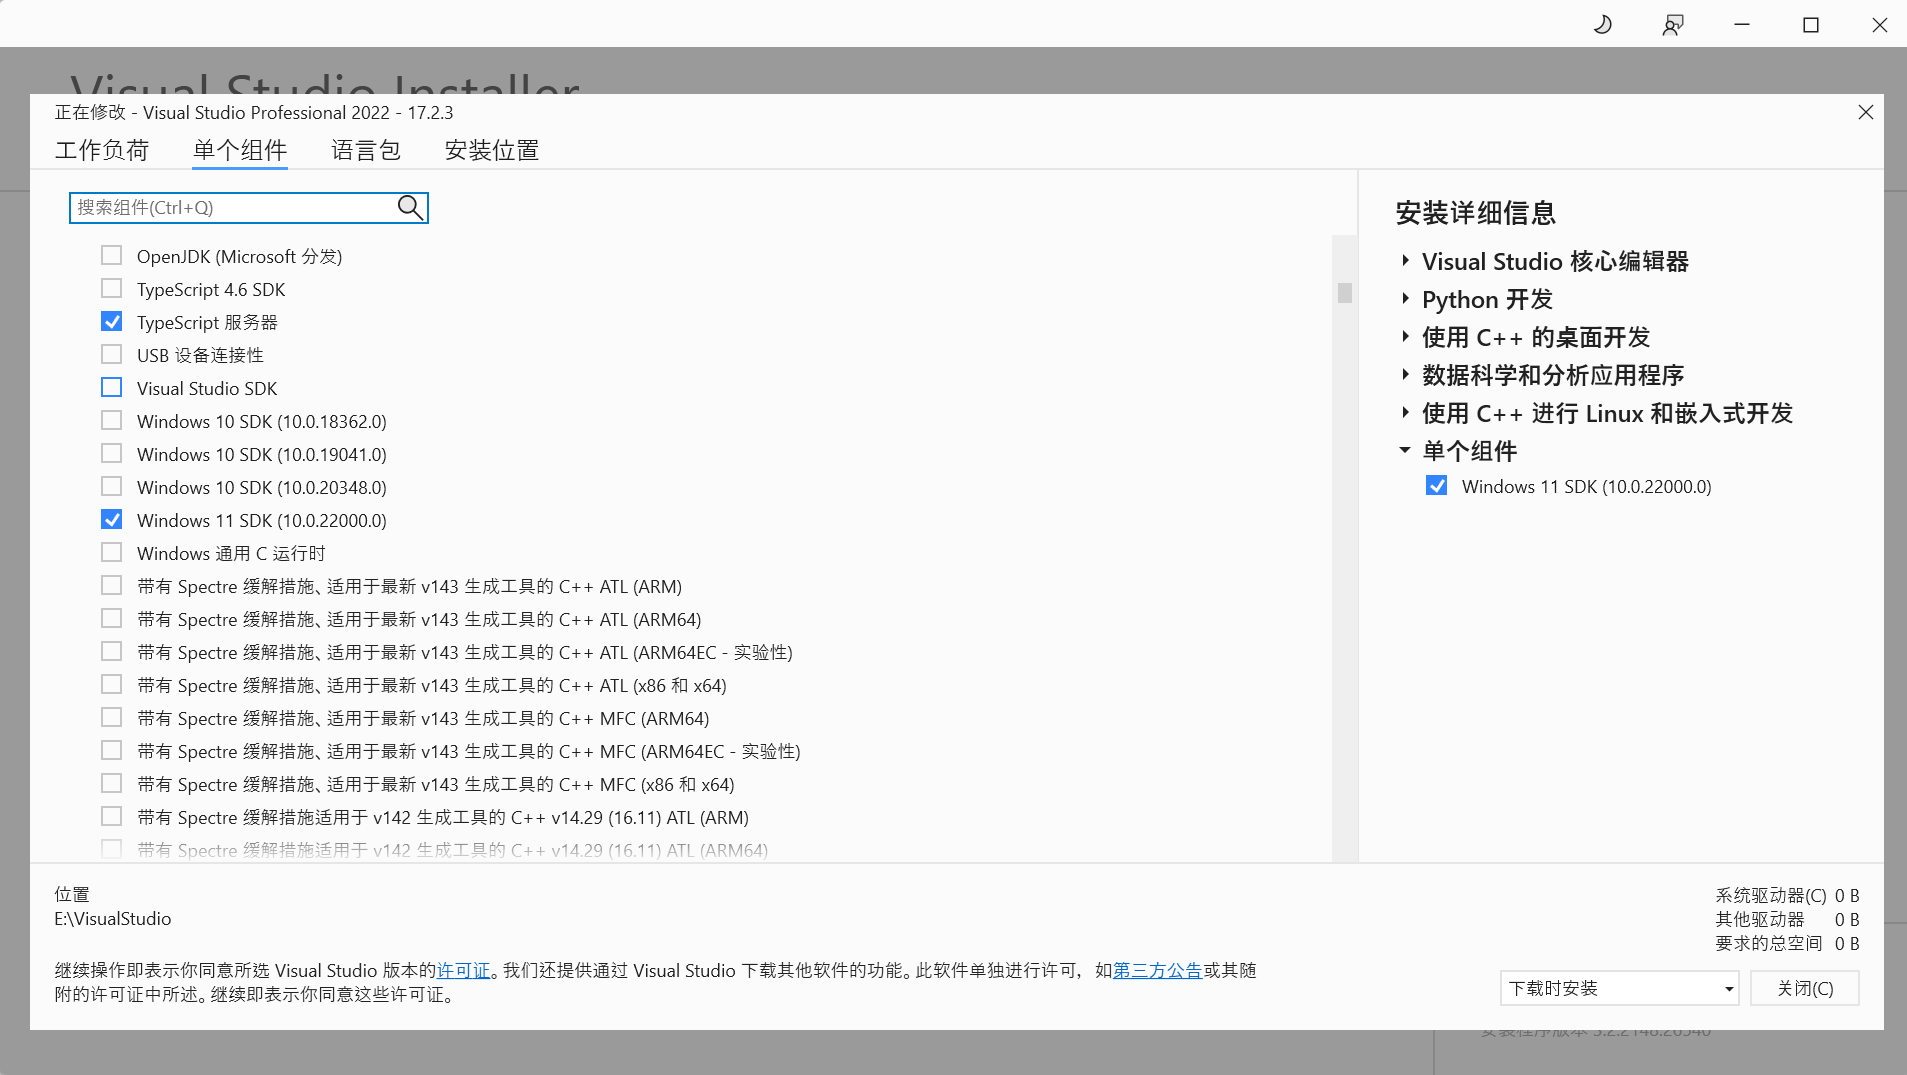 Visual Studio Installer
正在修改 - Visual Studio Professional 2022 - 17.2.3
工作负荷 单个组件 语言包 安装位置
搜索组件(Ctrl+Q)
OpenJDK (Microsoft 分发)
TypeScript 4.6 SDK
TypeScript 服务器
USB 设备连接性
Visual Studio SDK
Windows 10 SDK (10.0.18362.0)
Windows 10 SDK (10.0.19041.0)
Windows 10 SDK (10.0.20348.0)
Windows 11 SDK (10.0.22000.0)
Windows 通用 C 运行时
带有 Spectre 缓解措施、适用于最新 v143 生成工具的 C++ ATL (ARM)
带有 Spectre 缓解措施、适用于最新 v143 生成工具的 C++ ATL (ARM64)
带有 Spectre 缓解措施、适用于最新 v143 生成工具的 C++ ATL (ARM64EC - 实验性)
带有 Spectre 缓解措施、适用于最新 v143 生成工具的 C++ ATL (x86 和 x64)
带有 Spectre 缓解措施、适用于最新 v143 生成工具的 C++ MFC (ARM64)
带有 Spectre 缓解措施、适用于最新 v143 生成工具的 C++ MFC (ARM64EC - 实验性)
带有 Spectre 缓解措施、适用于最新 v143 生成工具的 C++ MFC (x86 和 x64)
带有 Spectre 缓解措施适用于 v142 生成工具的 C++ v14.29 (16.11) ATL (ARM)
带有 Spectre 缓解措施适用于 v142 生成工具的 C++ v14.29 (16.11) ATL (ARM64)
安装详细信息
Visual Studio 核心编辑器
Python 开发
使用 C++ 的桌面开发
数据科学和分析应用程序
使用 C++ 进行 Linux 和嵌入式开发
单个组件
Windows 11 SDK (10.0.22000.0)
位置
E:\VisualStudio
继续操作即表示你同意所选 Visual Studio 版本的许可证。我们还提供通过 Visual Studio 下载其他软件的功能。此软件单独进行许可，如第三方公告或其随
附的许可证中所述。继续即表示你同意这些许可证。
系统驱动器(C) 0 B
其他驱动器 0 B
要求的总空间 0 B
下载时安装
关闭(C)
安装程序版本 3.2.2148.26540